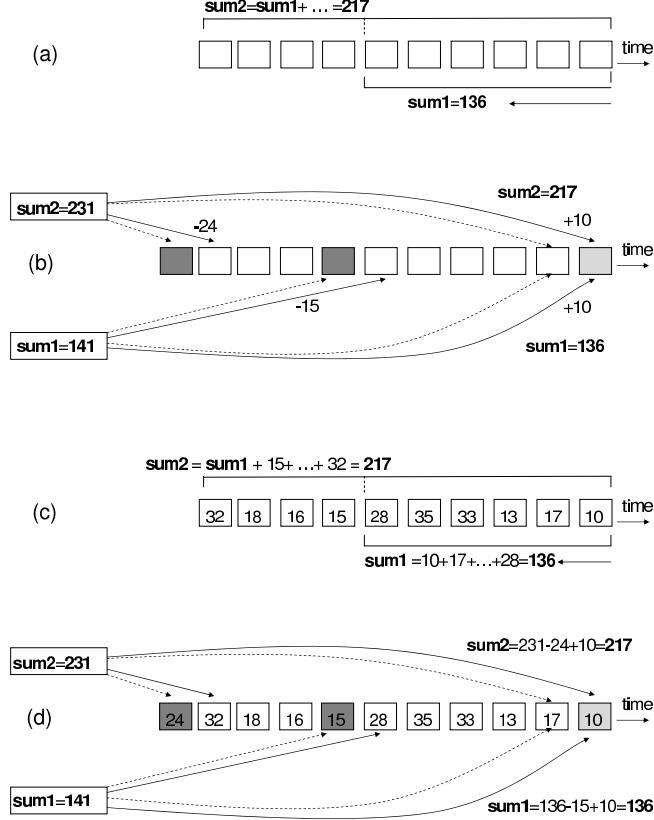 sum2=sum1+ ... =217
(a)
time
sum1=136
sum2=231
sum2=217
-24
+10
(b)
time
-15
+10
sum1=141
sum1=136
sum2 = sum1 + 15+ ...+ 32 = 217
(c)
32 18 16 15 28 35 33 13 17 10
time
sum1 =10+17+...+28=136
sum2=231-24+10=217
sum2=231
(d)
24 32 18 16 15 28 35 33 13 17 10
time
sum1=141
sum1=136-15+10=136